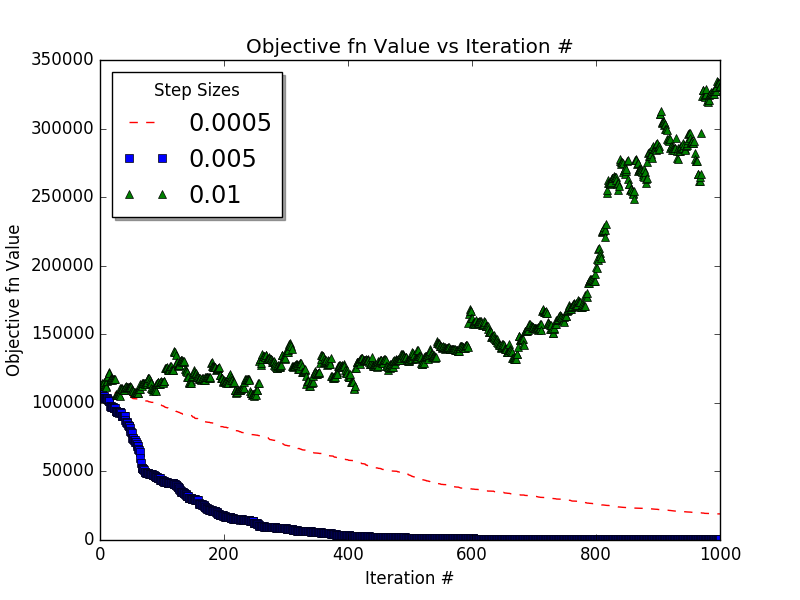 Objective fn Value vs Iteration #
350000
300000
250000
200000
150000
100000
50000
0
Objective fn Value
Step Sizes
0.0005
0.005
0.01
0 200 400 600 800 1000
Iteration #